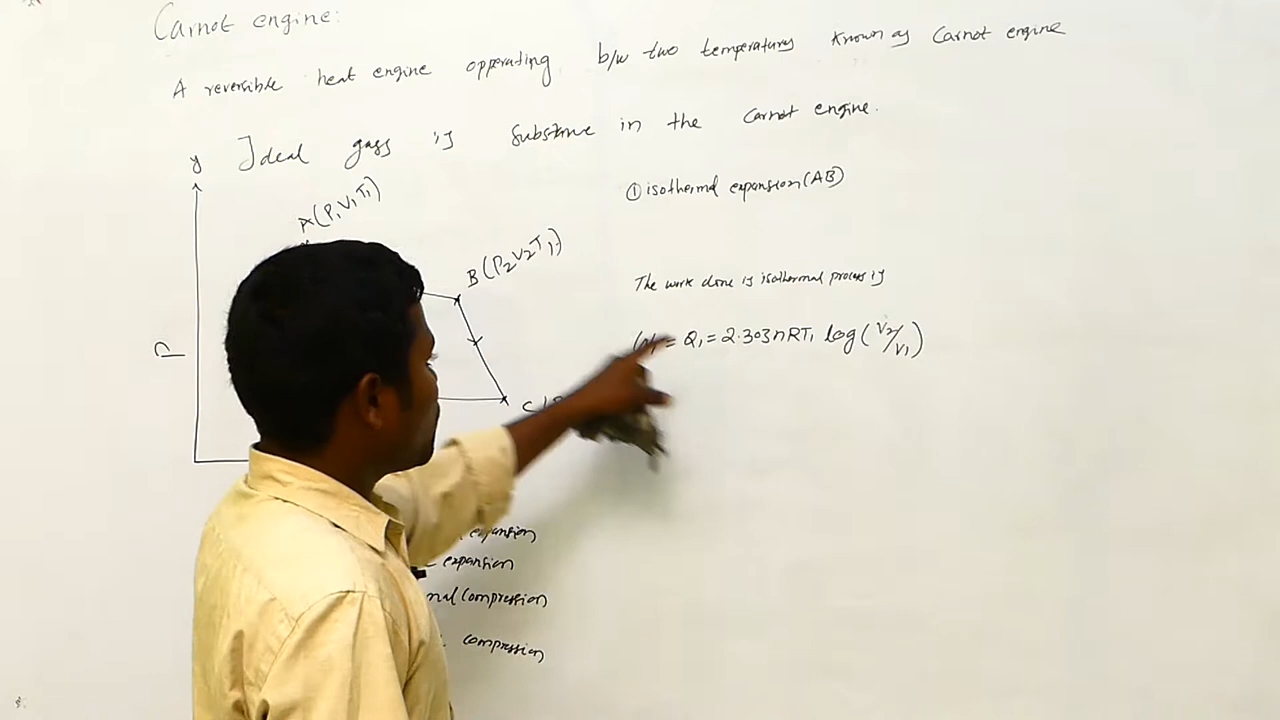 Carnot engine:
A reversible heat engine opperating b/w two temperatures known as Carnot engine
Ideal gass is substance in the Carnot engine.
y
A(P₁V₁T₁)
① isothermal expansion(AB)
B(P₂V₂T₁)
The work done is isothermal process is
= Q₁ = 2.303nRT₁ log(V₂/V₁)
P
C(
expansion
expansion
nal compression
compression